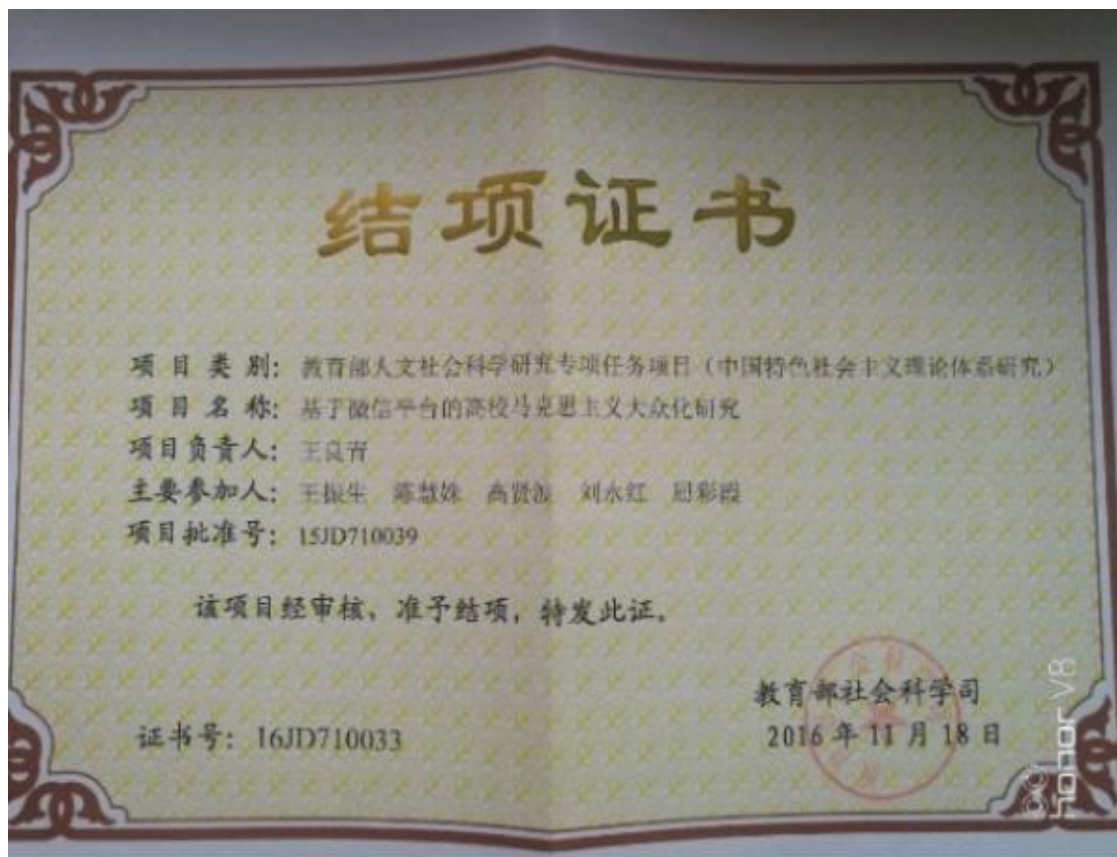 结项证书
项目类别：教育部人文社会科学研究专项任务项目（中国特色社会主义理论体系研究）
项目名称：基于微信平台的高校马克思主义大众化研究
项目负责人：王良青
主要参加人：王振生 陈慧姝 高贤波 刘永红 屈彩霞
项目批准号：15JD710039
该项目经审核，准予结项，特发此证。
教育部社会科学司
证书号：16JD710033
2016年11月18日
honor V8